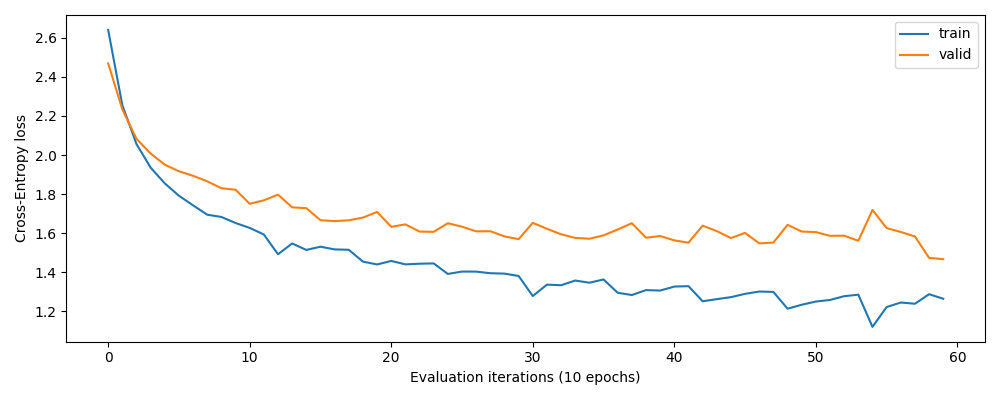 train
valid
2.6
2.4
2.2
2.0
1.8
1.6
1.4
1.2
Cross-Entropy loss
0 10 20 30 40 50 60
Evaluation iterations (10 epochs)